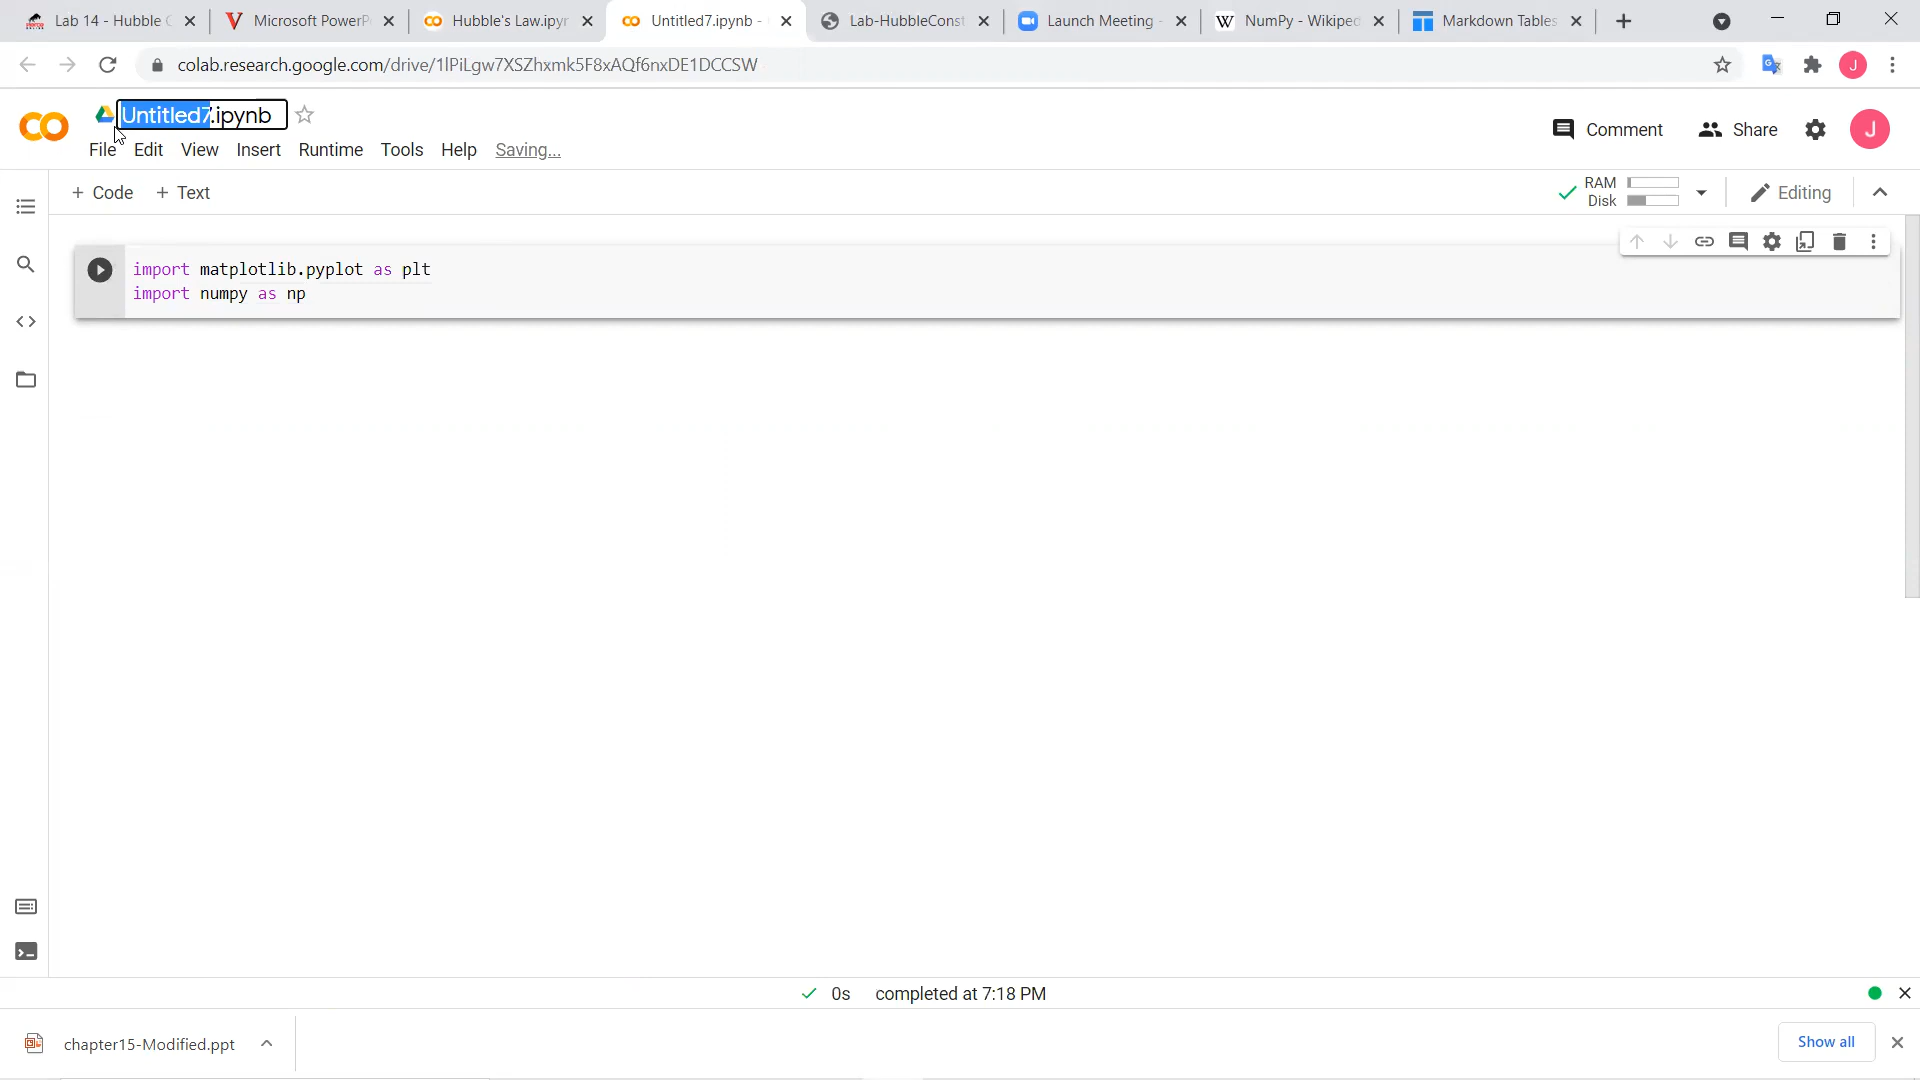 Lab 14 - Hubble C
Microsoft PowerP
Hubble's Law.ipyr
Untitled7.ipynb -
Lab-HubbleConst
Launch Meeting -
W NumPy - Wikiped
Markdown Tables
colab.research.google.com/drive/1lPiLgw7XSZhxmk5F8xAQf6nxDE1DCCSW
J
Untitled7.ipynb
File Edit View Insert Runtime Tools Help Saving...
Comment Share J
+ Code + Text
RAM
Disk
Editing
import matplotlib.pyplot as plt
import numpy as np
0s completed at 7:18 PM
chapter15-Modified.ppt
Show all